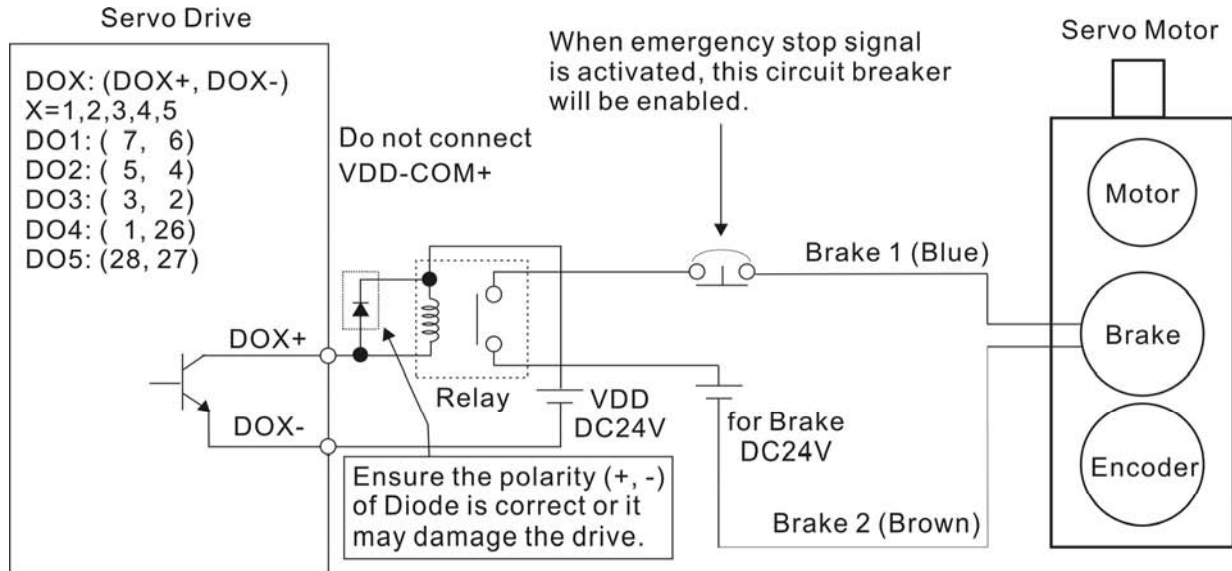 Servo Drive
DOX: (DOX+, DOX-)
X=1,2,3,4,5
DO1: ( 7, 6)
DO2: ( 5, 4)
DO3: ( 3, 2)
DO4: ( 1, 26)
DO5: (28, 27)
Do not connect
VDD-COM+
When emergency stop signal
is activated, this circuit breaker
will be enabled.
Servo Motor
Motor
Brake 1 (Blue)
Brake
DOX+
Relay
VDD
DC24V
for Brake
DC24V
DOX-
Encoder
Ensure the polarity (+, -)
of Diode is correct or it
may damage the drive.
Brake 2 (Brown)